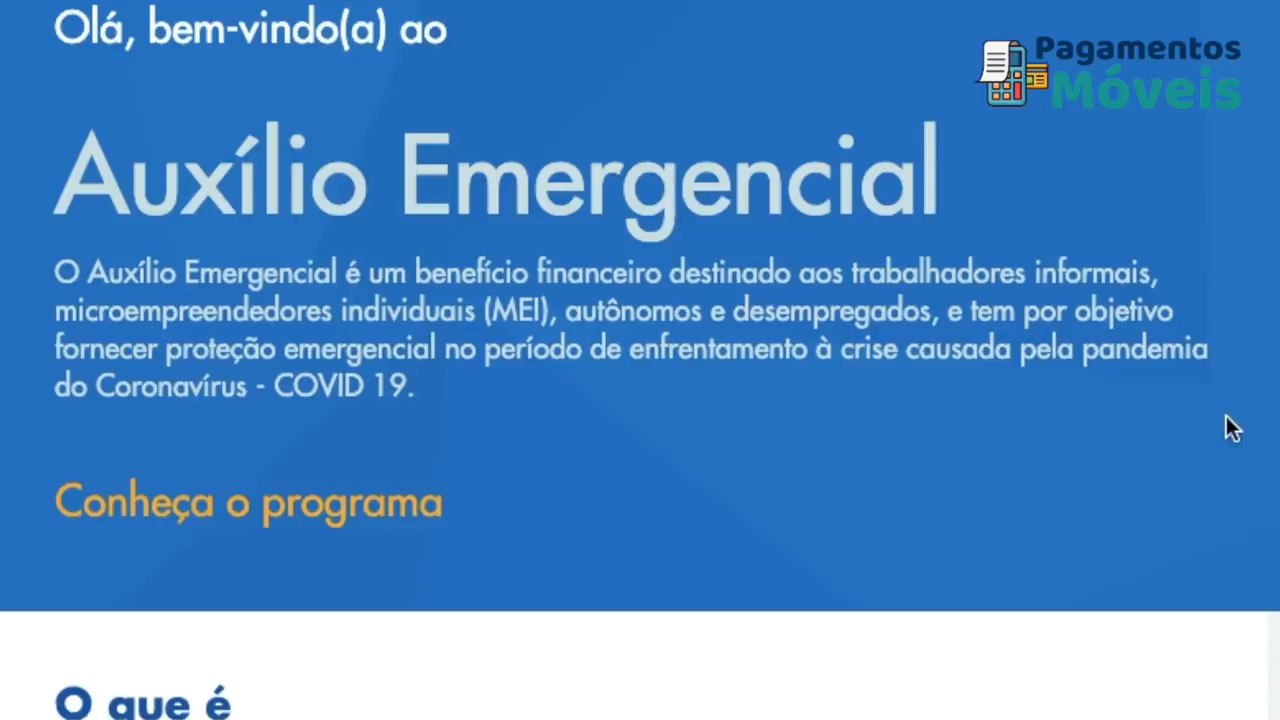 Olá, bem-vindo(a) ao
Pagamentos
Móveis
Auxílio Emergencial
O Auxílio Emergencial é um benefício financeiro destinado aos trabalhadores informais,
microempreendedores individuais (MEI), autônomos e desempregados, e tem por objetivo
fornecer proteção emergencial no período de enfrentamento à crise causada pela pandemia
do Coronavírus - COVID 19.
Conheça o programa
O que é